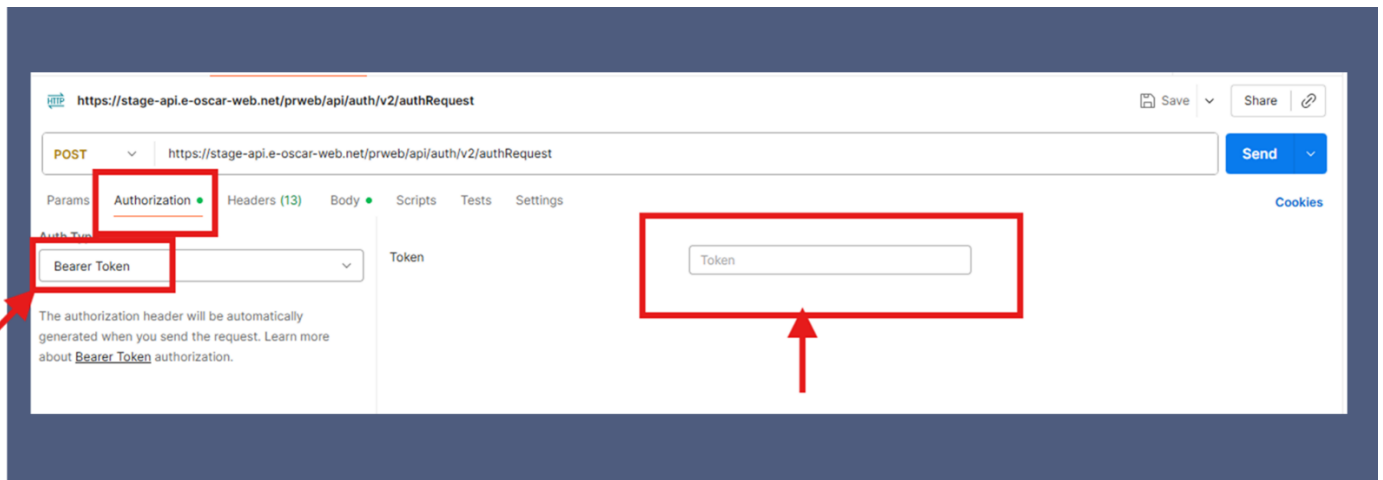 HTTP https://stage-api.e-oscar-web.net/prweb/api/auth/v2/authRequest
Save
Share
POST
https://stage-api.e-oscar-web.net/prweb/api/auth/v2/authRequest
Send
Params Authorization Headers (13) Body Scripts Tests Settings
Cookies
Auth Typ
Bearer Token
Token
Token
The authorization header will be automatically
generated when you send the request. Learn more
about Bearer Token authorization.